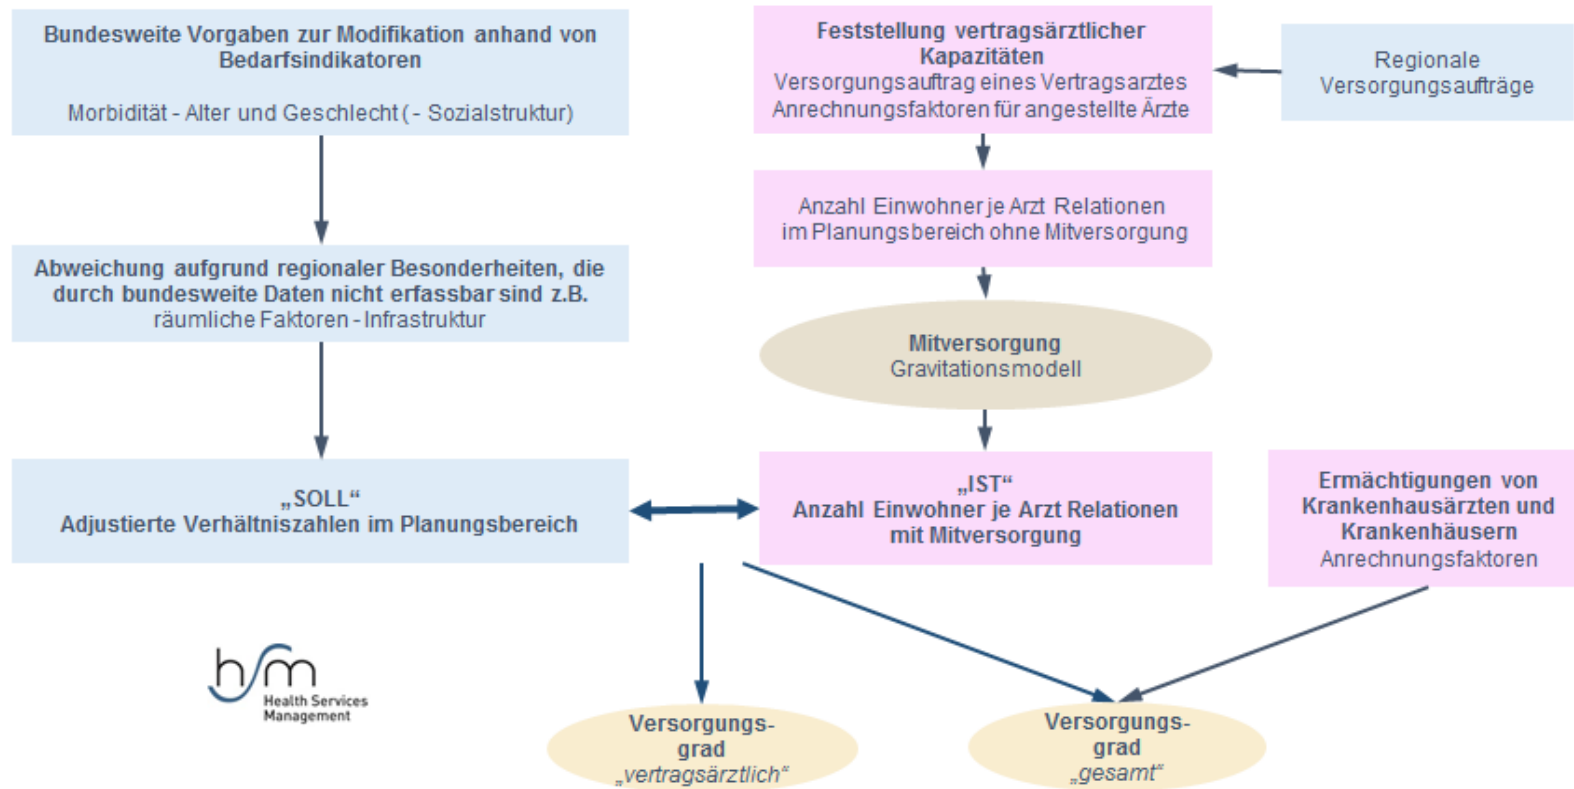 Bundesweite Vorgaben zur Modifikation anhand von
Bedarfsindikatoren
Morbidität - Alter und Geschlecht ( - Sozialstruktur)
Abweichung aufgrund regionaler Besonderheiten, die
durch bundesweite Daten nicht erfassbar sind z.B.
räumliche Faktoren - Infrastruktur
„SOLL“
Adjustierte Verhältniszahlen im Planungsbereich
Feststellung vertragsärztlicher
Kapazitäten
Versorgungsauftrag eines Vertragsarztes
Anrechnungsfaktoren für angestellte Ärzte
Regionale
Versorgungsaufträge
Anzahl Einwohner je Arzt Relationen
im Planungsbereich ohne Mitversorgung
Mitversorgung
Gravitationsmodell
„IST“
Anzahl Einwohner je Arzt Relationen
mit Mitversorgung
Ermächtigungen von
Krankenhausärzten und
Krankenhäusern
Anrechnungsfaktoren
hsm
Health Services
Management
Versorgungs-
grad
„vertragsärztlich“
Versorgungs-
grad
„gesamt“